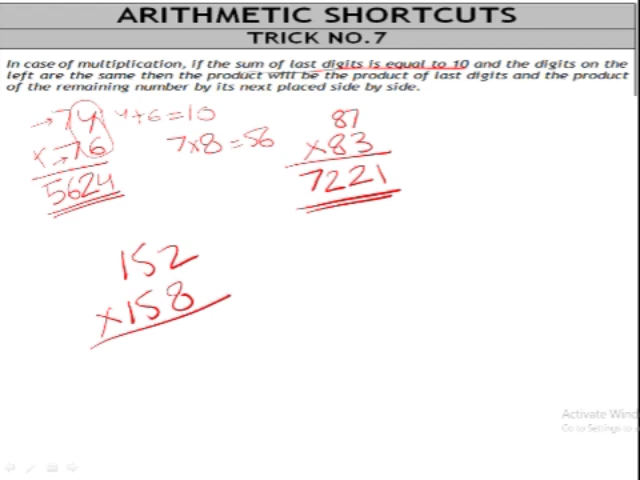 ARITHMETIC SHORTCUTS
TRICK NO.7
In case of multiplication, if the sum of last digits is equal to 10 and the digits on the
left are the same then the product will be the product of last digits and the product
of the remaining number by its next placed side by side.
→74 4+6=10
×→76 7×8=56
5624
87
×83
7221
152
×158
Activate Wind
Go to Settings to